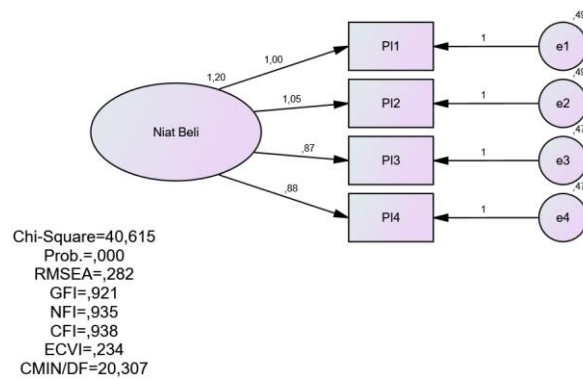 ,49
1,00
PI1
1
e1
1,20
,49
1,05
PI2
1
e2
Niat Beli
,47
,87
PI3
1
e3
,47
,88
PI4
1
e4
Chi-Square=40,615
Prob.=,000
RMSEA=,282
GFI=,921
NFI=,935
CFI=,938
ECVI=,234
CMIN/DF=20,307